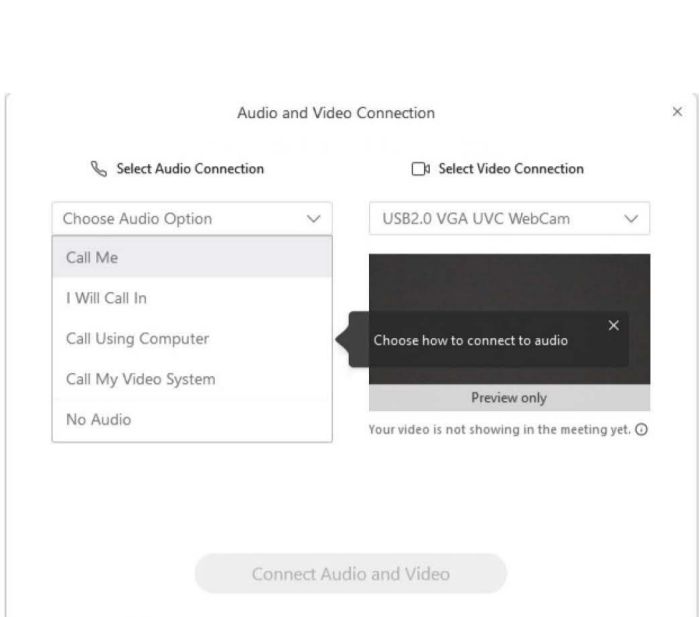 Audio and Video Connection
Select Audio Connection
Select Video Connection
Choose Audio Option
USB2.0 VGA UVC WebCam
Call Me
I Will Call In
Call Using Computer
Choose how to connect to audio
Call My Video System
Preview only
No Audio
Your video is not showing in the meeting yet.
Connect Audio and Video